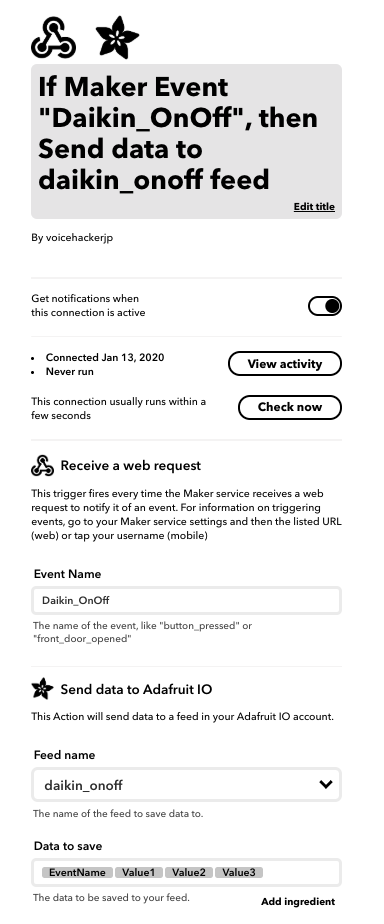 If Maker Event
"Daikin_OnOff", then
Send data to
daikin_onoff feed
Edit title
By voicehackerjp
Get notifications when
this connection is active
• Connected Jan 13, 2020
• Never run
View activity
This connection usually runs within a
few seconds
Check now
Receive a web request
This trigger fires every time the Maker service receives a web
request to notify it of an event. For information on triggering
events, go to your Maker service settings and then the listed URL
(web) or tap your username (mobile)
Event Name
Daikin_OnOff
The name of the event, like "button_pressed" or
"front_door_opened"
Send data to Adafruit IO
This Action will send data to a feed in your Adafruit IO account.
Feed name
daikin_onoff
The name of the feed to save data to.
Data to save
EventName Value1 Value2 Value3
The data to be saved to your feed.
Add ingredient